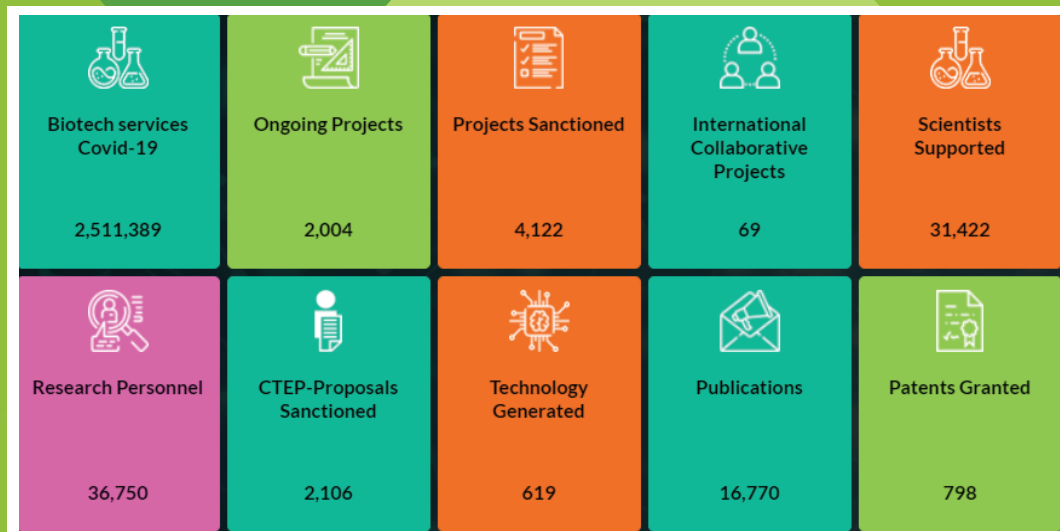 Biotech services
Covid-19
2,511,389
Ongoing Projects
2,004
Projects Sanctioned
4,122
International
Collaborative
Projects
69
Scientists
Supported
31,422
Research Personnel
36,750
CTEP-Proposals
Sanctioned
2,106
Technology
Generated
619
Publications
16,770
Patents Granted
798